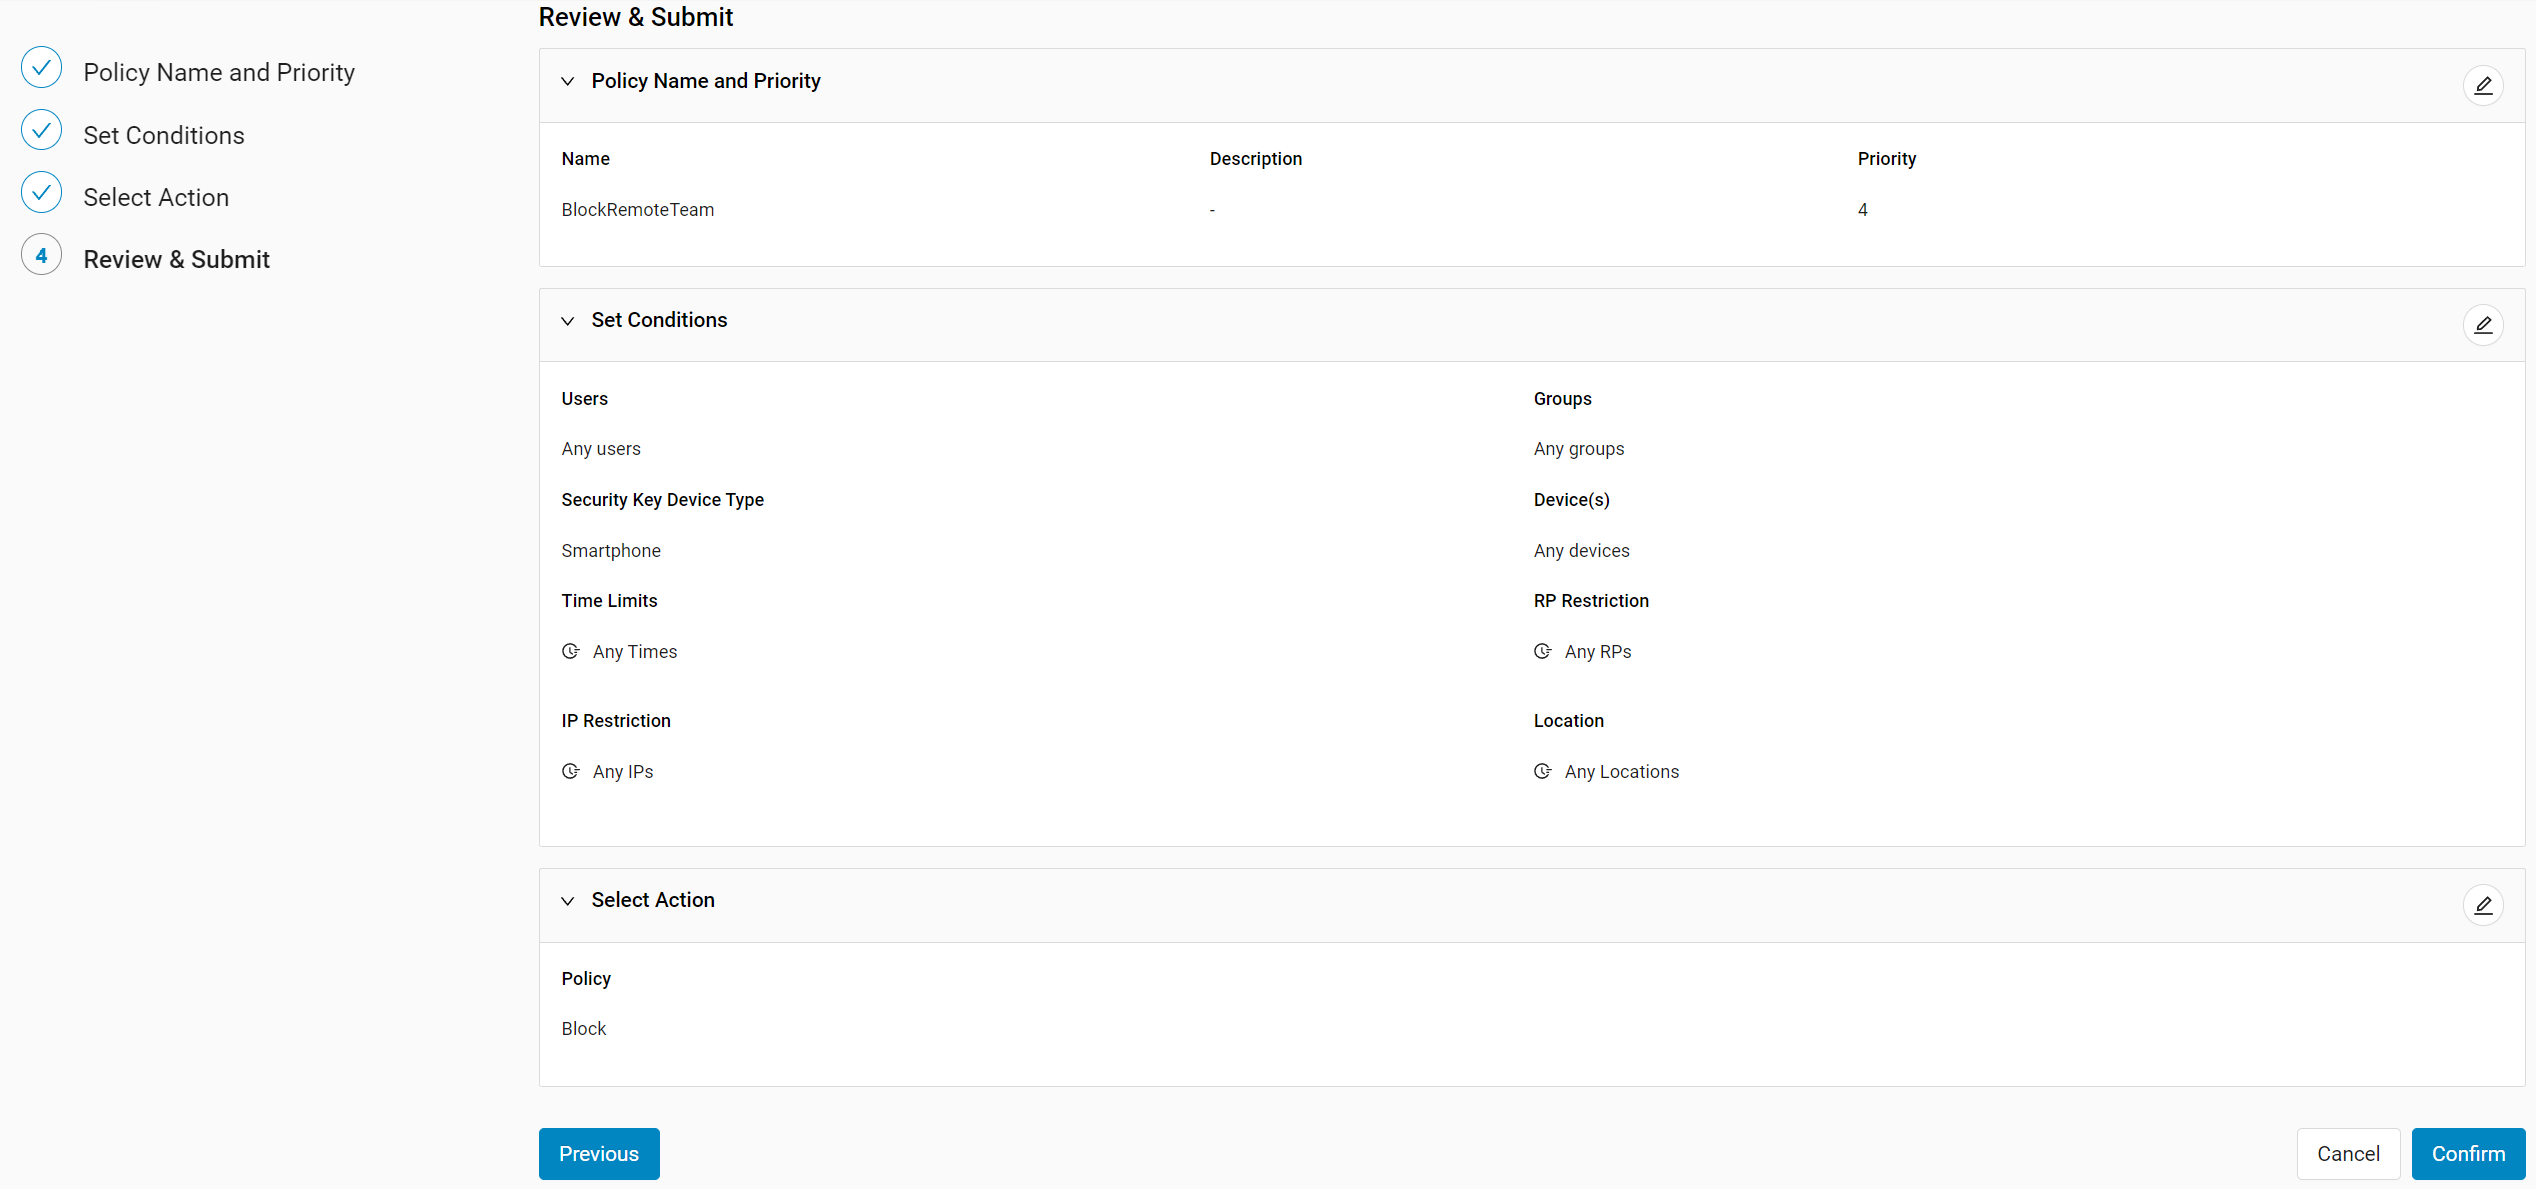 Policy Name and Priority
Set Conditions
Select Action
4 Review & Submit
Review & Submit
Policy Name and Priority
Name Description Priority
BlockRemoteTeam - 4
Set Conditions
Users Groups
Any users Any groups
Security Key Device Type Device(s)
Smartphone Any devices
Time Limits RP Restriction
Any Times Any RPs
IP Restriction Location
Any IPs Any Locations
Select Action
Policy
Block
Previous Cancel Confirm